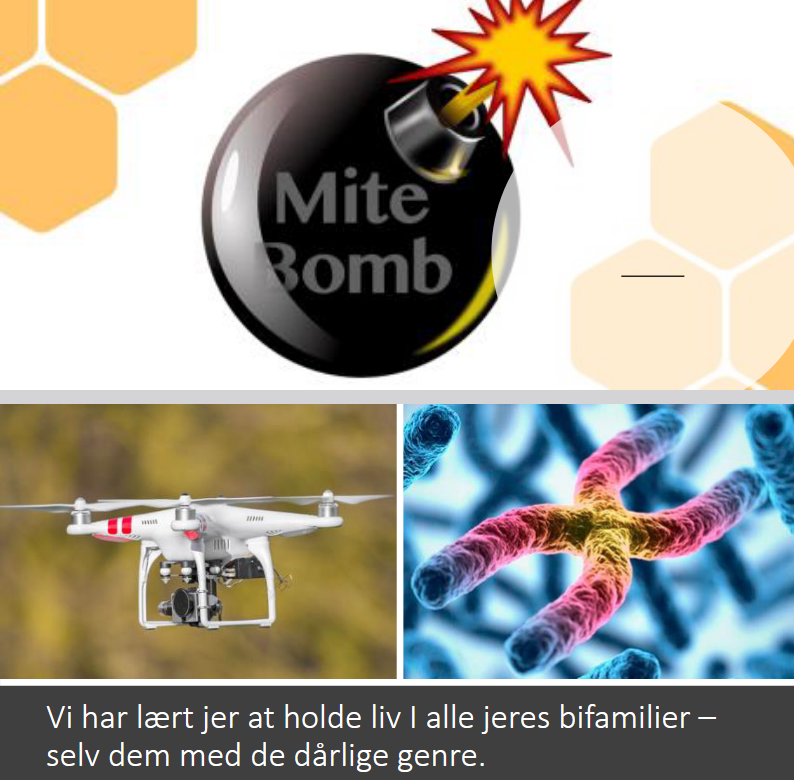 Mite
Bomb
Vi har lært jer at holde liv I alle jeres bifamilier –
selv dem med de dårlige genre.